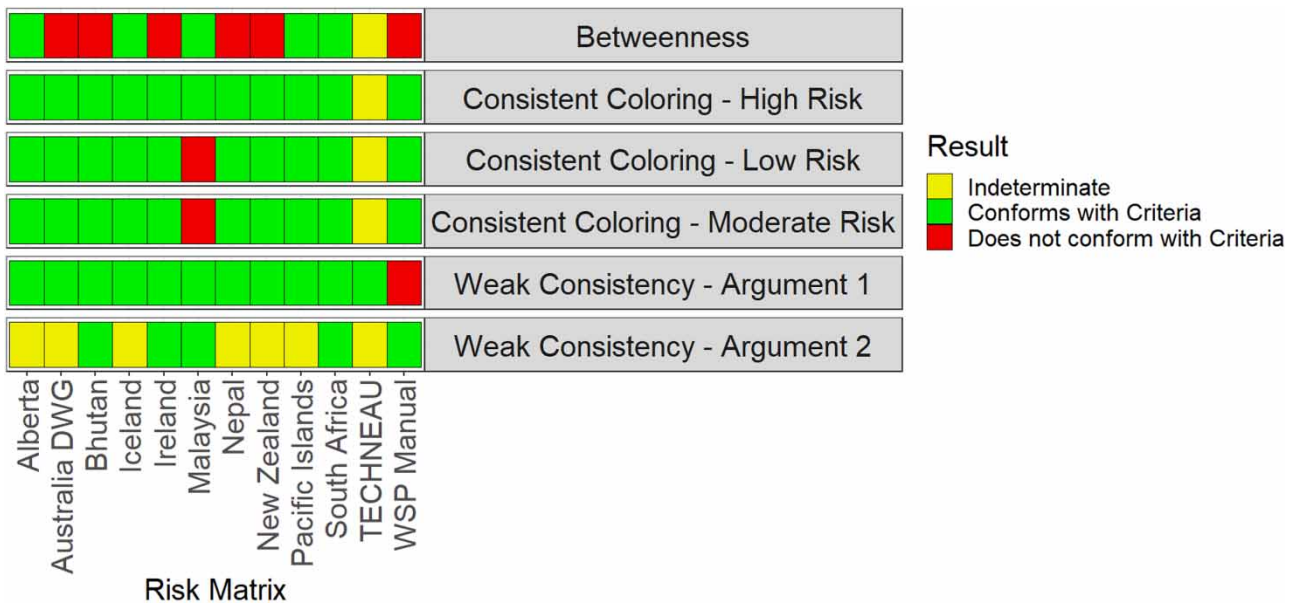 Betweenness
Consistent Coloring - High Risk
Consistent Coloring - Low Risk
Consistent Coloring - Moderate Risk
Weak Consistency - Argument 1
Weak Consistency - Argument 2
Result
Indeterminate
Conforms with Criteria
Does not conform with Criteria
Alberta
Australia DWG
Bhutan
Iceland
Ireland
Malaysia
Nepal
New Zealand
Pacific Islands
South Africa
TECHNEAU
WSP Manual
Risk Matrix